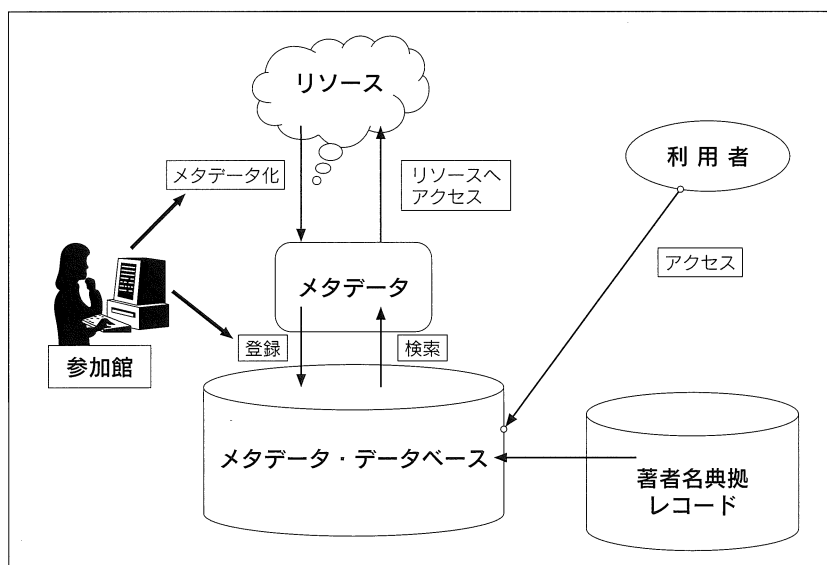 リソース
メタデータ化
リソースへ
アクセス
利用者
アクセス
メタデータ
参加館
登録
検索
メタデータ・データベース
著者名典拠
レコード